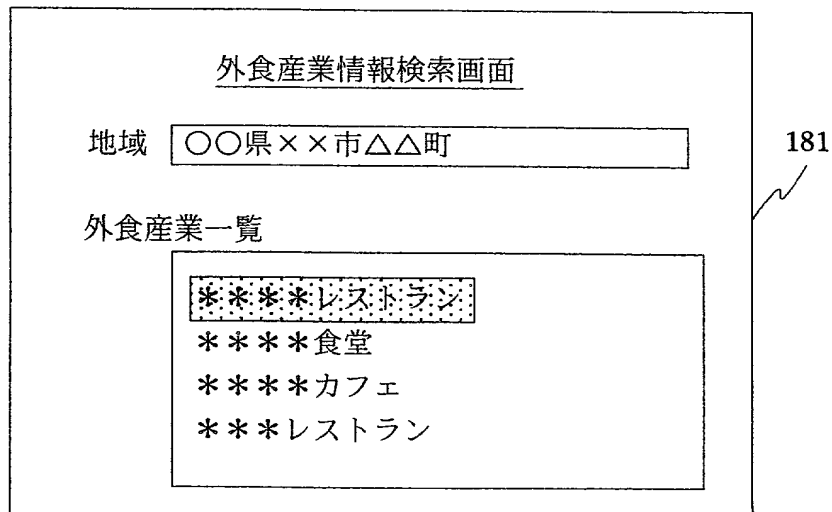 外食産業情報検索画面
地域 ○○県××市△△町
181
外食産業一覧
＊＊＊＊レストラン
＊＊＊＊食堂
＊＊＊＊カフェ
＊＊＊レストラン